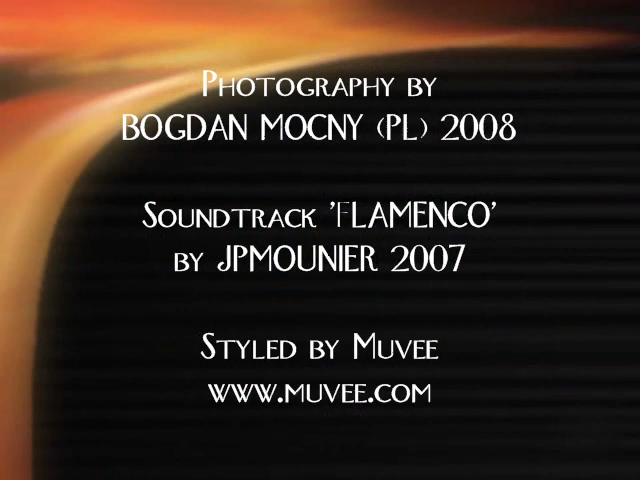 Photography by
BOGDAN MOCNY (PL) 2008
Soundtrack 'FLAMENCO'
by JPMOUNIER 2007
Styled by Muvee
www.muvee.com